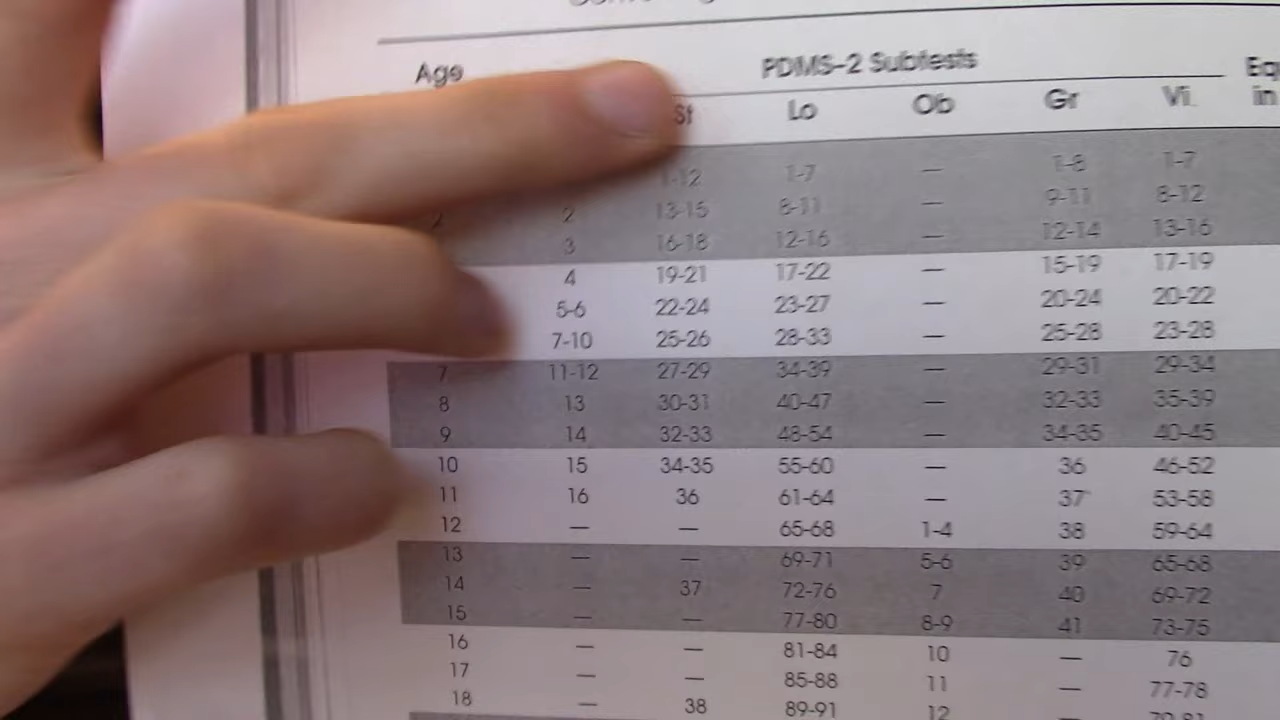 Age PDMS-2 Subtests
St Lo Ob Gr Vi in
1-12 1-7 — 1-8 1-7
2 2 13-15 8-11 — 9-11 8-12
3 16-18 12-16 — 12-14 13-16
4 19-21 17-22 — 15-19 17-19
5-6 22-24 23-27 — 20-24 20-22
7-10 25-26 28-33 — 25-28 23-28
7 11-12 27-29 34-39 — 29-31 29-34
8 13 30-31 40-47 — 32-33 35-39
9 14 32-33 48-54 — 34-35 40-45
10 15 34-35 55-60 — 36 46-52
11 16 36 61-64 — 37 53-58
12 — — 65-68 1-4 38 59-64
13 — — 69-71 5-6 39 65-68
14 — 37 72-76 7 40 69-72
15 — — 77-80 8-9 41 73-75
16 — — 81-84 10 — 76
17 — — 85-88 11 — 77-78
18 — 38 89-91 12